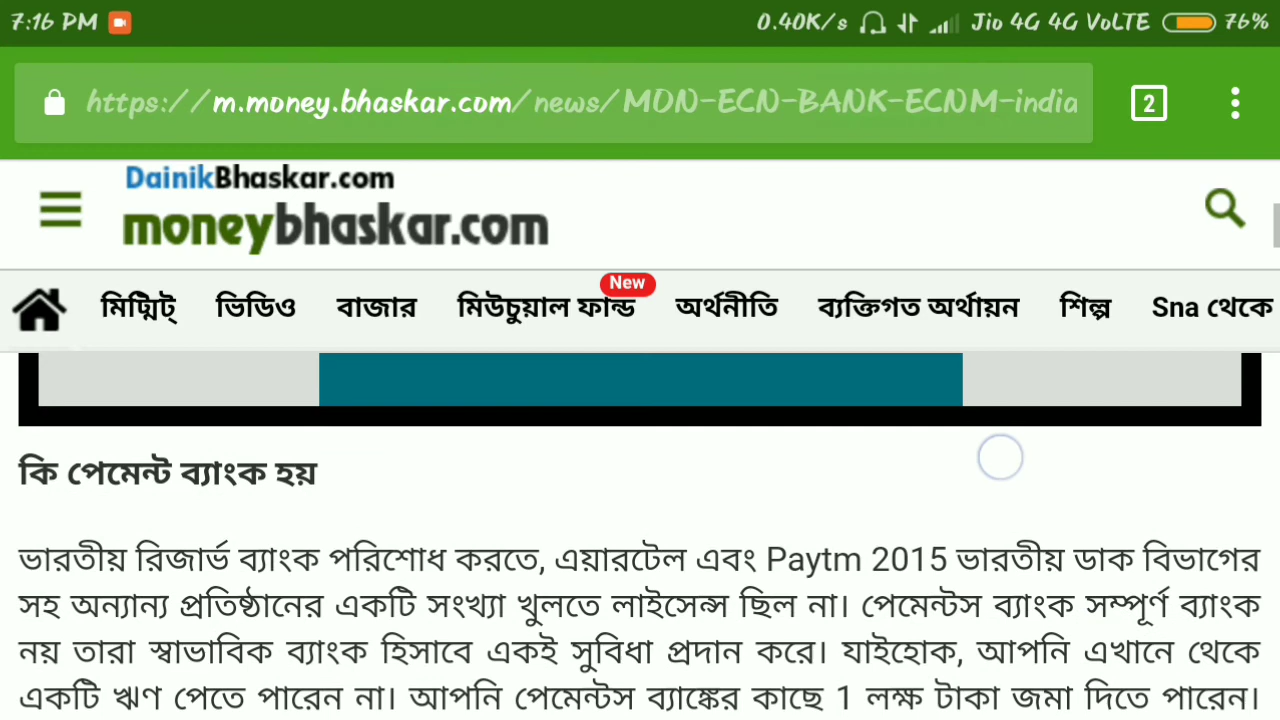 7:16 PM 0.40K/s Jio 4G 4G VoLTE 76%
https://m.money.bhaskar.com/news/MON-ECN-BANK-ECNM-india 2
DainikBhaskar.com
moneybhaskar.com
New
মিট্মিট্ ভিডিও বাজার মিউচুয়াল ফান্ড অর্থনীতি ব্যক্তিগত অর্থায়ন শিল্প Sna থেকে
কি পেমেন্ট ব্যাংক হয়
ভারতীয় রিজার্ভ ব্যাংক পরিশোধ করতে, এয়ারটেল এবং Paytm 2015 ভারতীয় ডাক বিভাগের
সহ অন্যান্য প্রতিষ্ঠানের একটি সংখ্যা খুলতে লাইসেন্স ছিল না। পেমেন্টস ব্যাংক সম্পূর্ণ ব্যাংক
নয় তারা স্বাভাবিক ব্যাংক হিসাবে একই সুবিধা প্রদান করে। যাইহোক, আপনি এখানে থেকে
একটি ঋণ পেতে পারেন না। আপনি পেমেন্টস ব্যাঙ্কের কাছে 1 লক্ষ টাকা জমা দিতে পারেন।